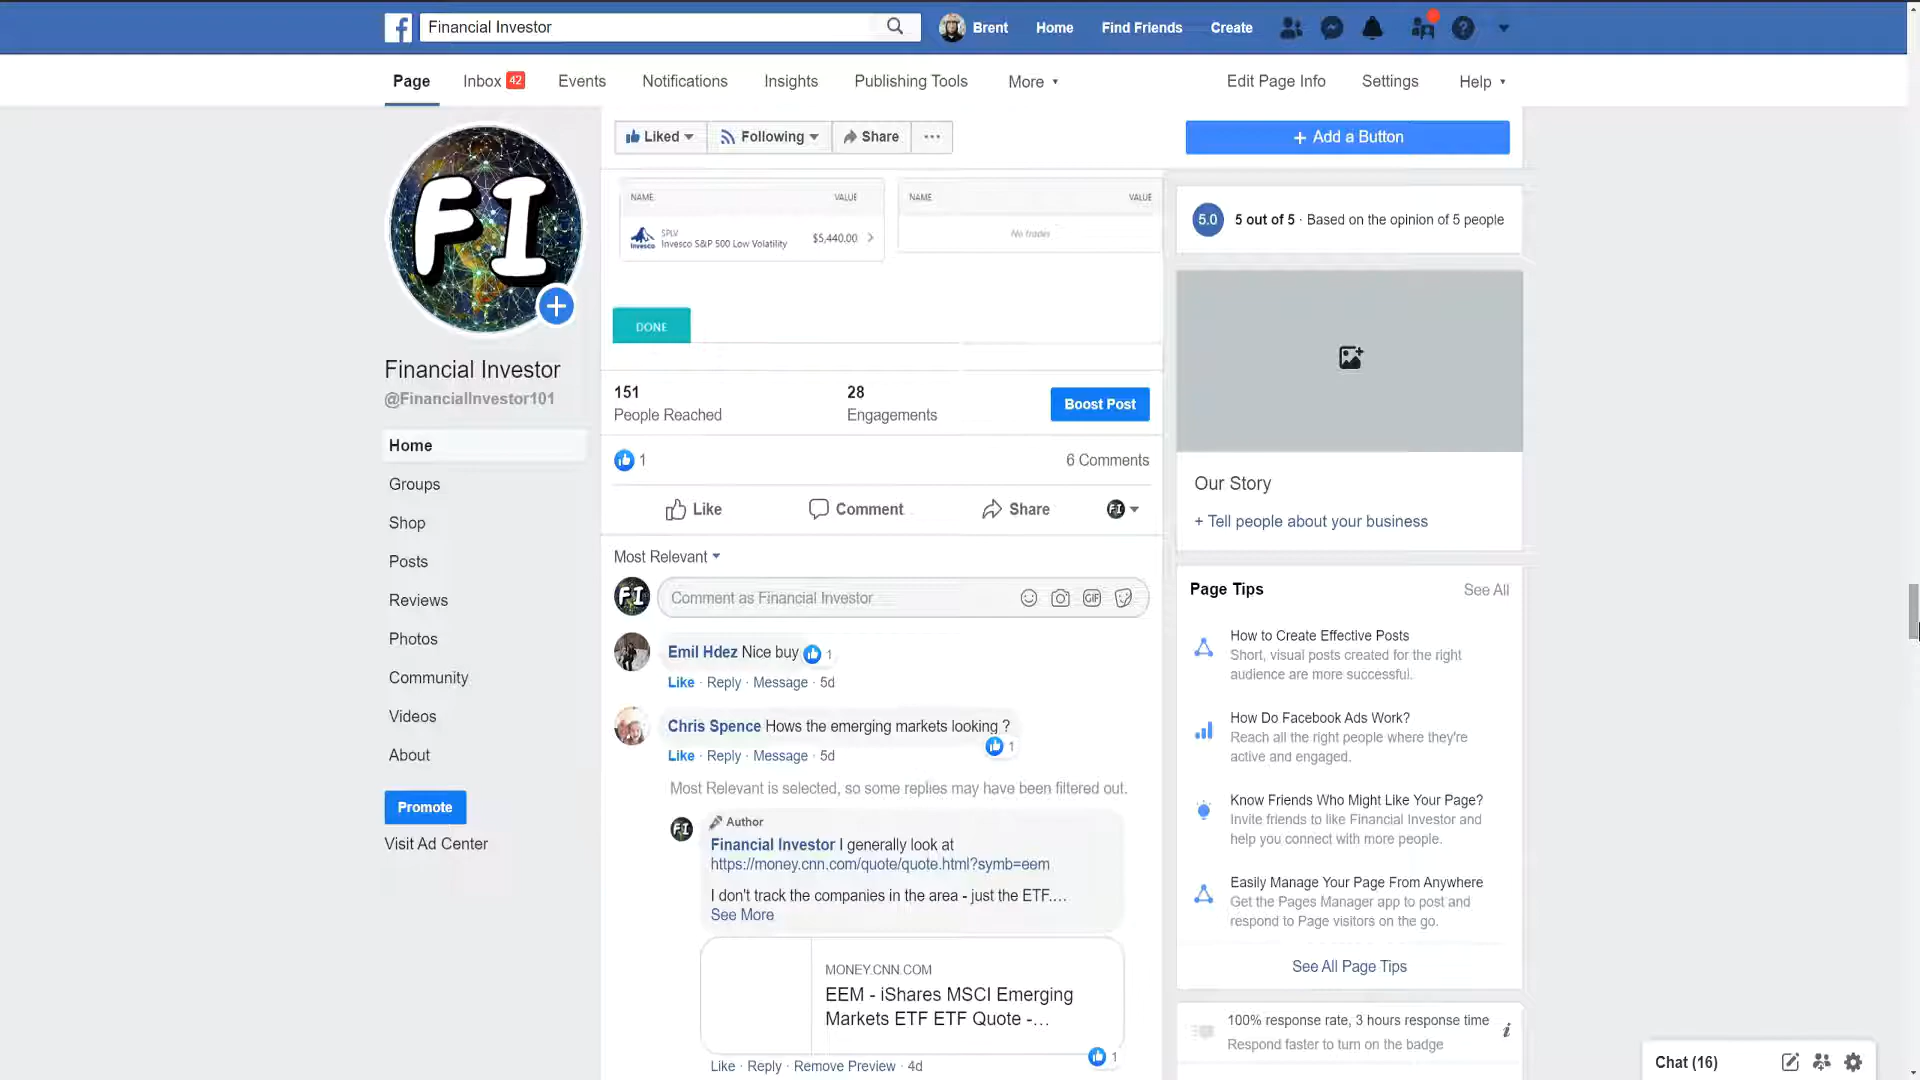 Financial Investor
Brent
Home
Find Friends
Create
Page
Inbox 42
Events
Notifications
Insights
Publishing Tools
More
Edit Page Info
Settings
Help
FI
Financial Investor
@FinancialInvestor101
Home
Groups
Shop
Posts
Reviews
Photos
Community
Videos
About
Promote
Visit Ad Center
Liked
Following
Share
+ Add a Button
NAME VALUE
SPLV
Invesco
Invesco S&P 500 Low Volatility $5,440.00
NAME VALUE
No trades
DONE
151
People Reached
28
Engagements
Boost Post
1
6 Comments
Like
Comment
Share
FI
Most Relevant
FI
Comment as Financial Investor
GIF
Emil Hdez Nice buy 1
Like · Reply · Message · 5d
Chris Spence Hows the emerging markets looking ?
1
Like · Reply · Message · 5d
Most Relevant is selected, so some replies may have been filtered out.
FI
Author
Financial Investor I generally look at
https://money.cnn.com/quote/quote.html?symb=eem
I don't track the companies in the area - just the ETF....
See More
MONEY.CNN.COM
EEM - iShares MSCI Emerging
Markets ETF ETF Quote -...
1
Like · Reply · Remove Preview · 4d
5.0 5 out of 5 · Based on the opinion of 5 people
Our Story
+ Tell people about your business
Page Tips
See All
How to Create Effective Posts
Short, visual posts created for the right
audience are more successful.
How Do Facebook Ads Work?
Reach all the right people where they're
active and engaged.
Know Friends Who Might Like Your Page?
Invite friends to like Financial Investor and
help you connect with more people.
Easily Manage Your Page From Anywhere
Get the Pages Manager app to post and
respond to Page visitors on the go.
See All Page Tips
100% response rate, 3 hours response time
Respond faster to turn on the badge
Chat (16)